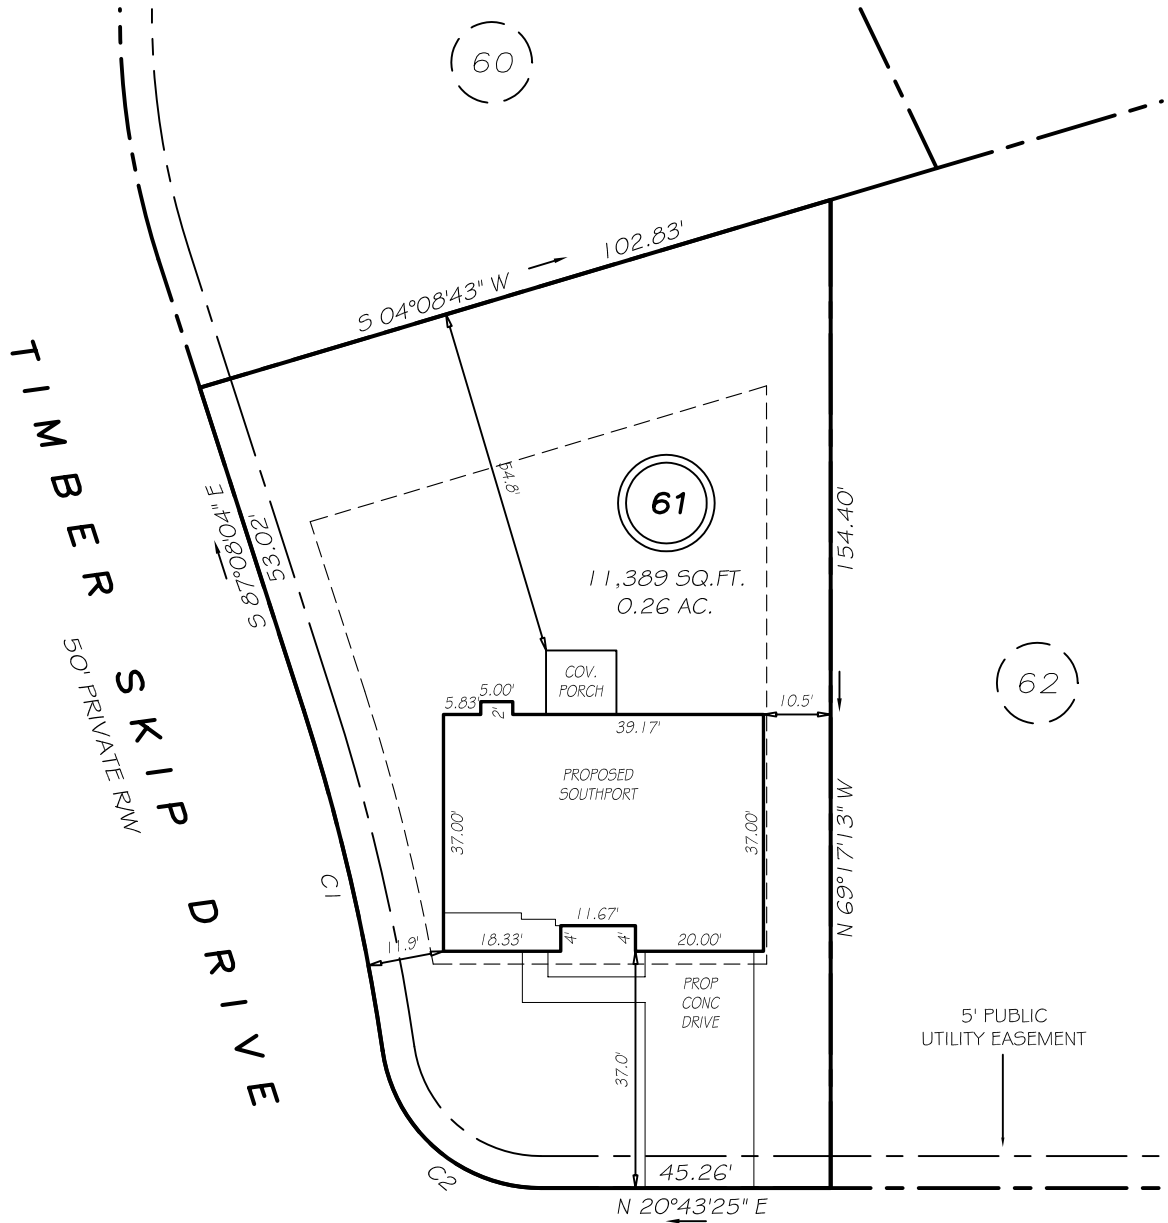 60
102.83'
S 04°08'43" W
TIMBER SKIP DRIVE
50' PRIVATE R/W
S 87°08'04" E
53.02'
54.8'
61
11,389 SQ.FT.
0.26 AC.
154.40'
N 69°17'13" W
62
COV.
PORCH
5.83'
5.00'
2'
39.17'
10.5'
PROPOSED
SOUTHPORT
37.00'
37.00'
C1
11.9'
18.33'
11.67'
4'
4'
20.00'
PROP
CONC
DRIVE
37.0'
5' PUBLIC
UTILITY EASEMENT
C2
45.26'
N 20°43'25" E